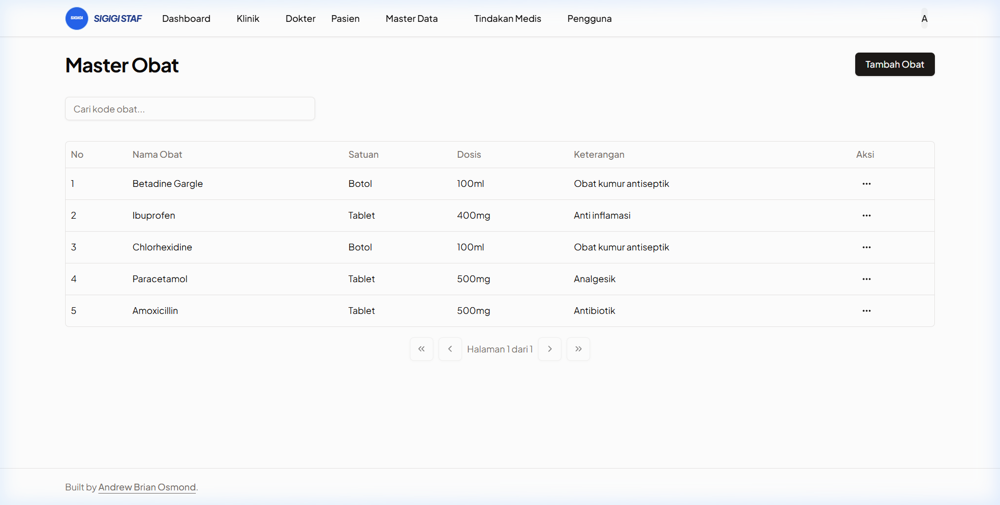 SIGIGI SIGIGI STAF Dashboard Klinik Dokter Pasien Master Data Tindakan Medis Pengguna A
Master Obat Tambah Obat
Cari kode obat...
No Nama Obat Satuan Dosis Keterangan Aksi
1 Betadine Gargle Botol 100ml Obat kumur antiseptik
2 Ibuprofen Tablet 400mg Anti inflamasi
3 Chlorhexidine Botol 100ml Obat kumur antiseptik
4 Paracetamol Tablet 500mg Analgesik
5 Amoxicillin Tablet 500mg Antibiotik
Halaman 1 dari 1
Built by Andrew Brian Osmond.